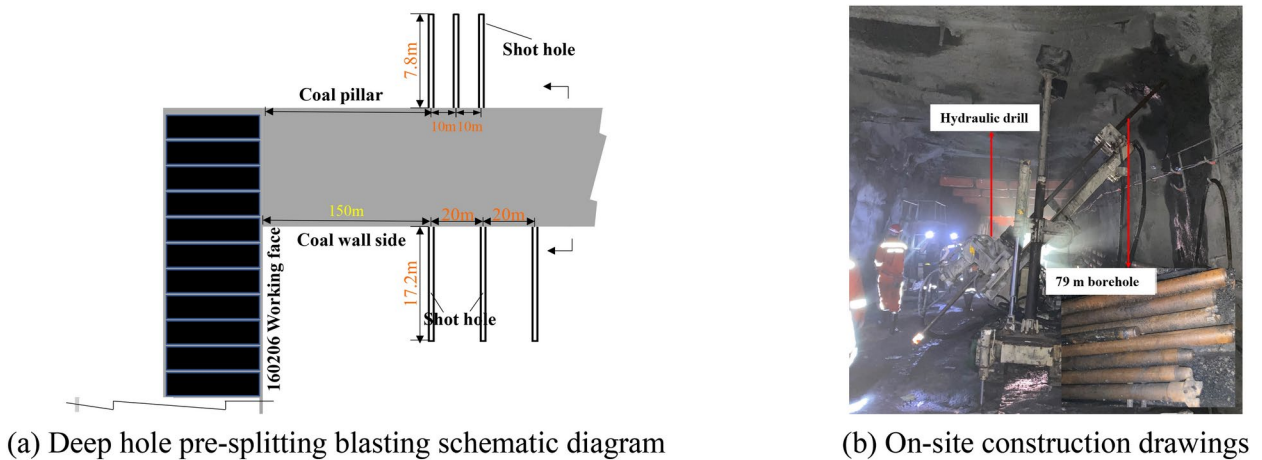 7.8m
Shot hole
Coal pillar
10m
10m
150m
20m
20m
Coal wall side
17.2m
Shot hole
160206 Working face
Hydraulic drill
79 m borehole
(a) Deep hole pre-splitting blasting schematic diagram
(b) On-site construction drawings